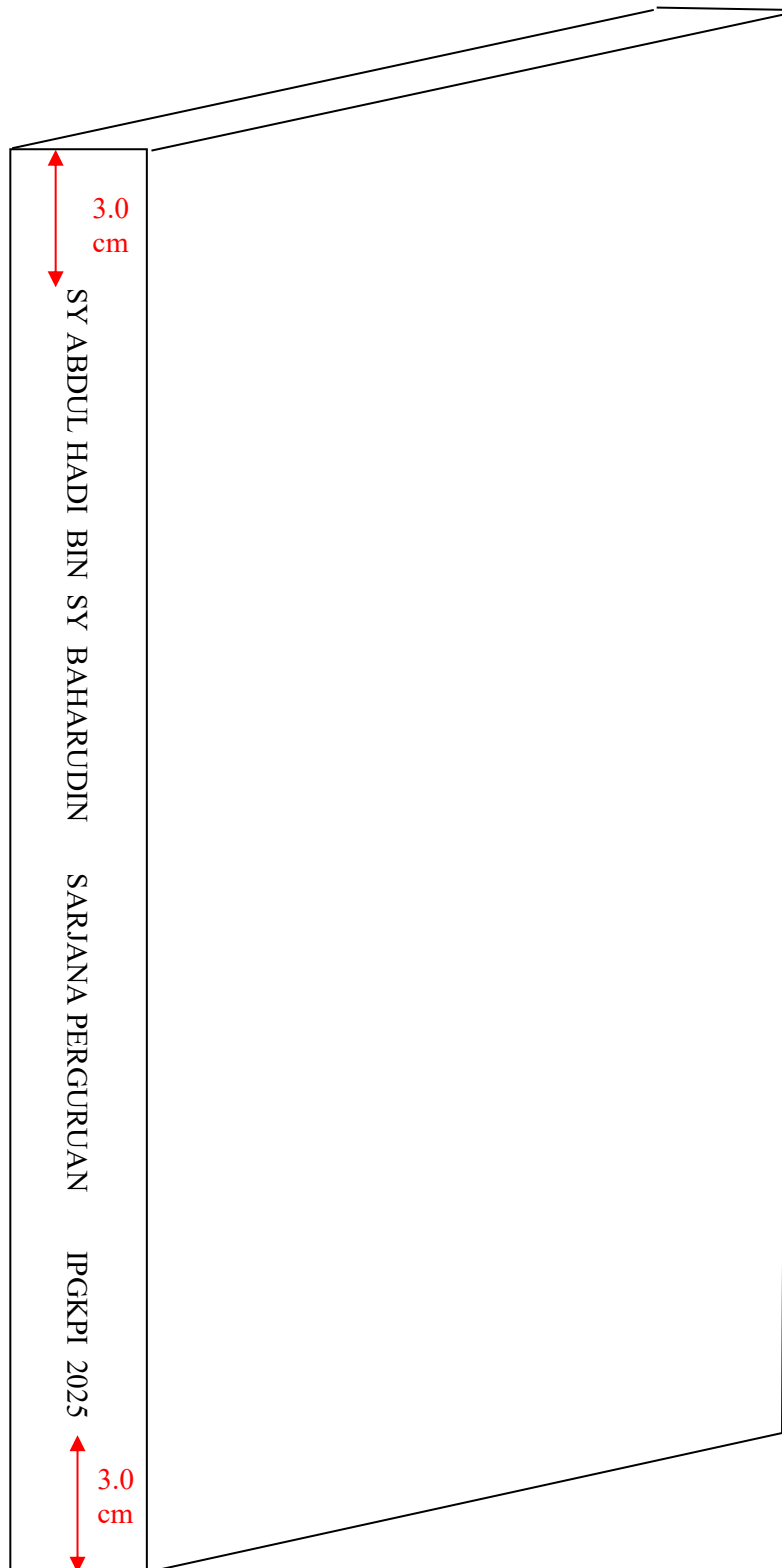 3.0
cm
SY ABDUL HADI BIN SY BAHARUDIN SARJANA PERGURUAN IPGKPI 2025
3.0
cm